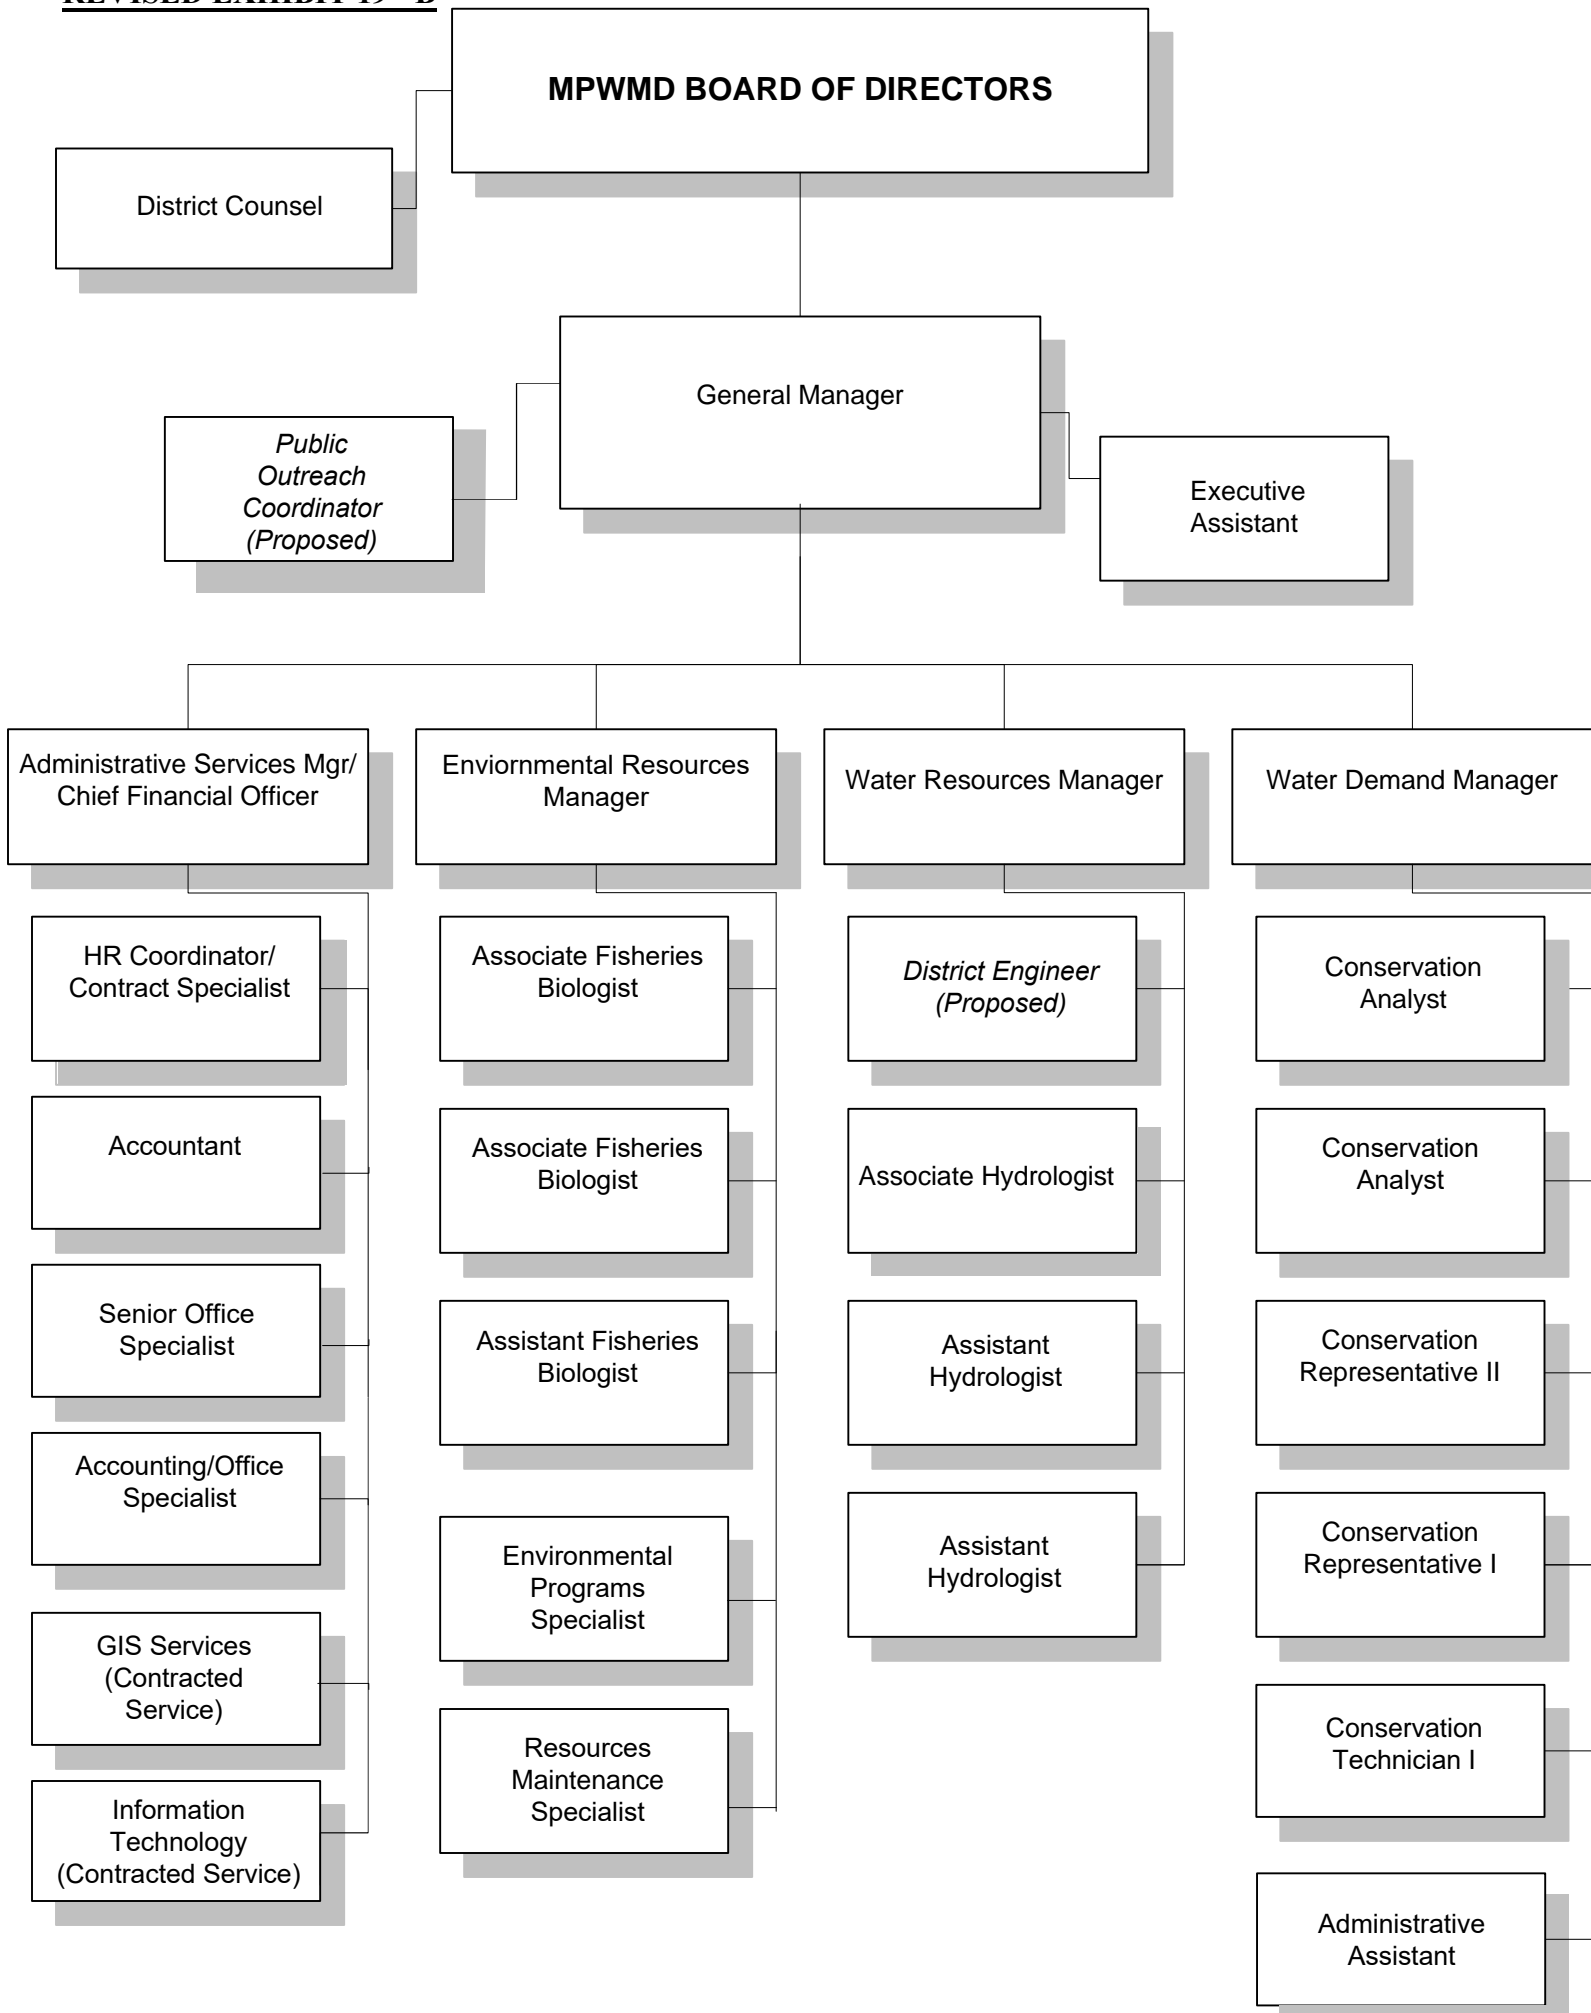 REVISED EXHIBIT 19
MPWMD BOARD OF DIRECTORS
District Counsel
General Manager
Public
Outreach
Coordinator
(Proposed)
Executive
Assistant
Administrative Services Mgr/
Chief Financial Officer
Enviornmental Resources
Manager
Water Resources Manager
Water Demand Manager
HR Coordinator/
Contract Specialist
Accountant
Senior Office
Specialist
Accounting/Office
Specialist
GIS Services
(Contracted
Service)
Information
Technology
(Contracted Service)
Associate Fisheries
Biologist
Associate Fisheries
Biologist
Assistant Fisheries
Biologist
Environmental
Programs
Specialist
Resources
Maintenance
Specialist
District Engineer
(Proposed)
Associate Hydrologist
Assistant
Hydrologist
Assistant
Hydrologist
Conservation
Analyst
Conservation
Analyst
Conservation
Representative II
Conservation
Representative I
Conservation
Technician I
Administrative
Assistant